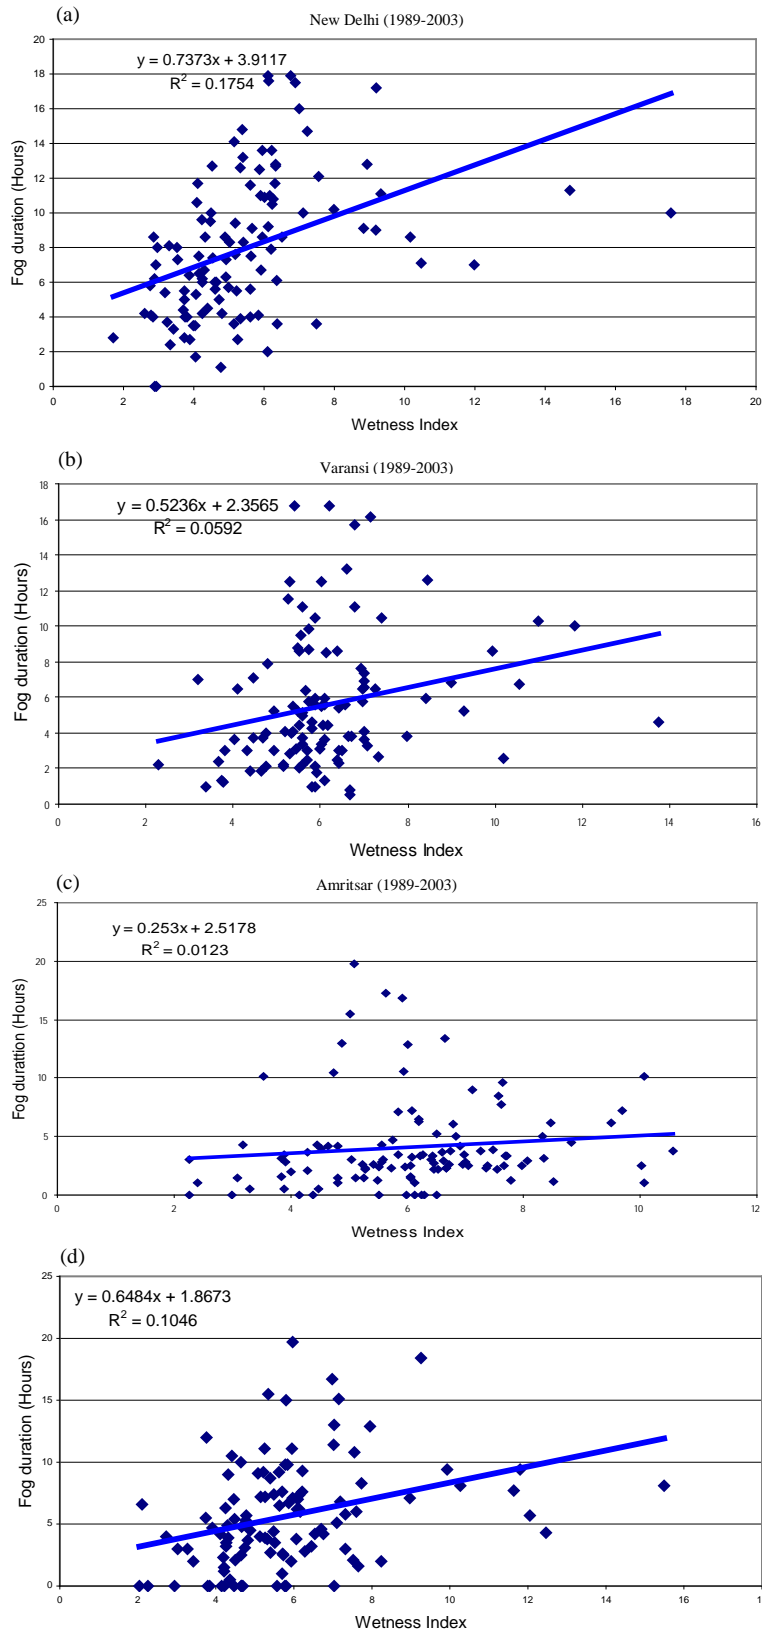 (a)
New Delhi (1989-2003)
y = 0.7373x + 3.9117
R² = 0.1754
20
18
16
14
12
10
8
6
4
2
0
Fog duration (Hours)
0 2 4 6 8 10 12 14 16 18 20
Wetness Index
(b)
Varansi (1989-2003)
y = 0.5236x + 2.3565
R² = 0.0592
18
16
14
12
10
8
6
4
2
0
Fog duration (Hours)
0 2 4 6 8 10 12 14 16
Wetness Index
(c)
Amritsar (1989-2003)
y = 0.253x + 2.5178
R² = 0.0123
25
20
15
10
5
0
Fog durattion (Hours)
0 2 4 6 8 10 12
Wetness Index
(d)
y = 0.6484x + 1.8673
R² = 0.1046
25
20
15
10
5
0
Fog duration (Hours)
0 2 4 6 8 10 12 14 16
Wetness Index